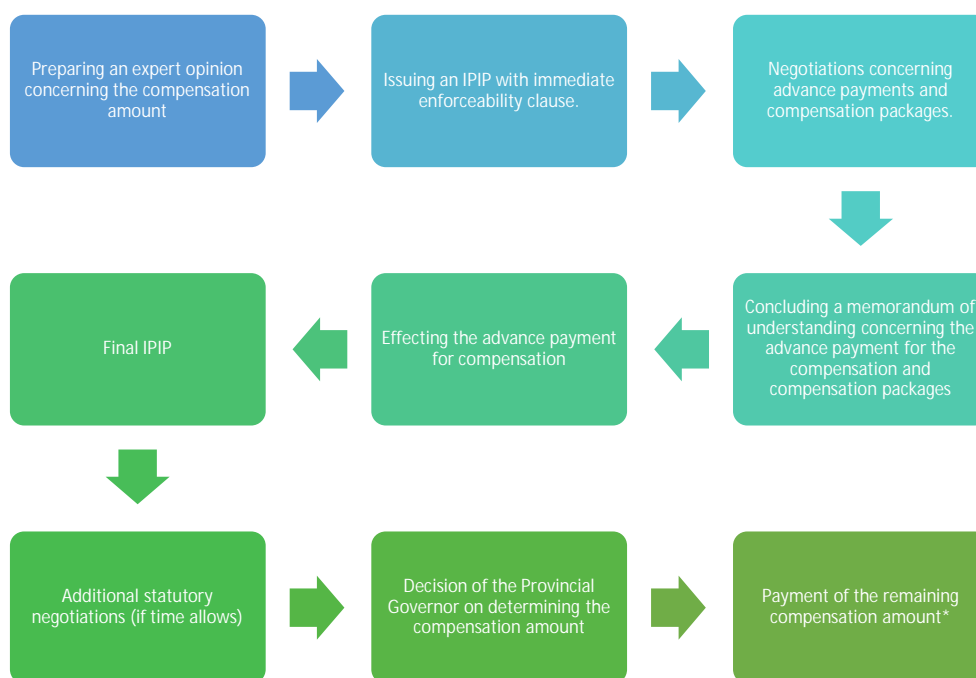 Preparing an expert opinion
concerning the compensation
amount
Issuing an IPIP with immediate
enforceability clause.
Negotiations concerning
advance payments and
compensation packages.
Concluding a memorandum of
understanding concerning the
advance payment for the
compensation and
compensation packages
Effecting the advance payment
for compensation
Final IPIP
Additional statutory
negotiations (if time allows)
Decision of the Provincial
Governor on determining the
compensation amount
Payment of the remaining
compensation amount*